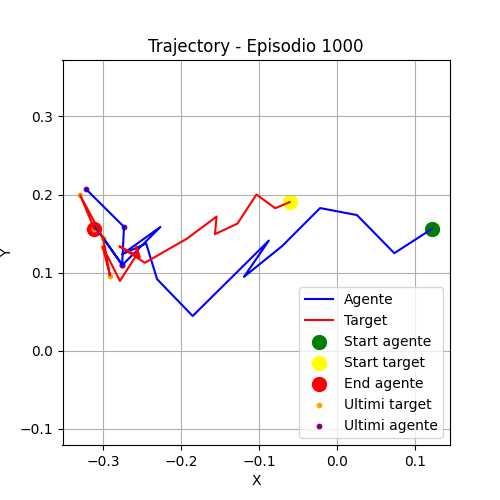 Trajectory - Episodio 1000
Y
0.3
0.2
0.1
0.0
−0.1
−0.3
−0.2
−0.1
0.0
0.1
X
Agente
Target
Start agente
Start target
End agente
Ultimi target
Ultimi agente